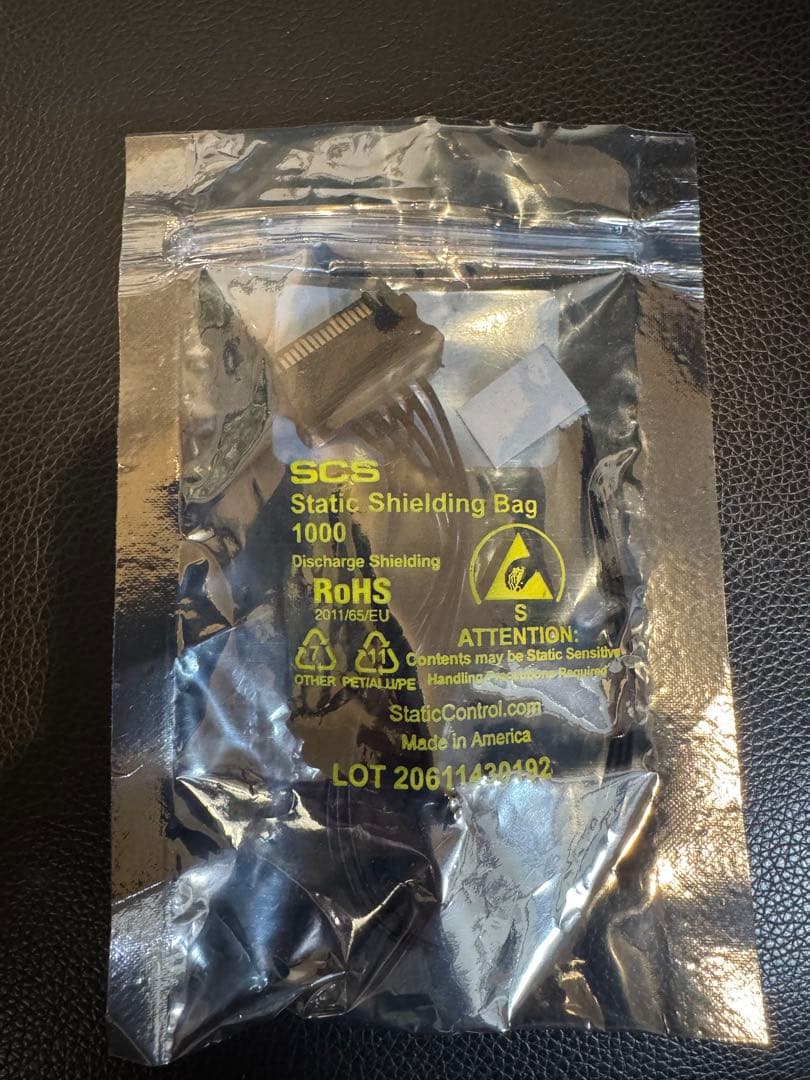 SCS
Static Shielding Bag
1000
Discharge Shielding
RoHS
2011/65/EU
S
ATTENTION:
7 11 Contents may be Static Sensitive
OTHER PET/ALU/PE Handling Precautions Required
StaticControl.com
Made in America
LOT 20611430192